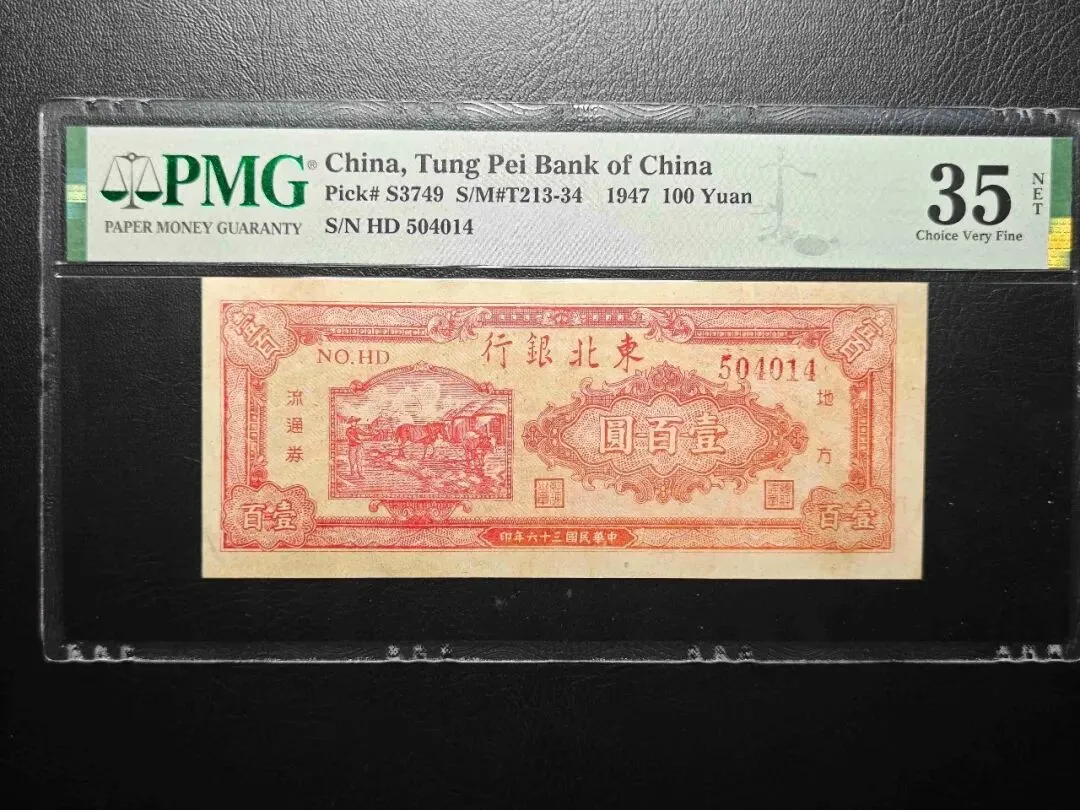 PMG®
PAPER MONEY GUARANTY
China, Tung Pei Bank of China
Pick# S3749 S/M#T213-34 1947 100 Yuan
S/N HD 504014
35
NET
Choice Very Fine
行銀北東
NO.HD
504014
流通券
圓百壹
地方
百壹
百壹
印年六十三國民華中